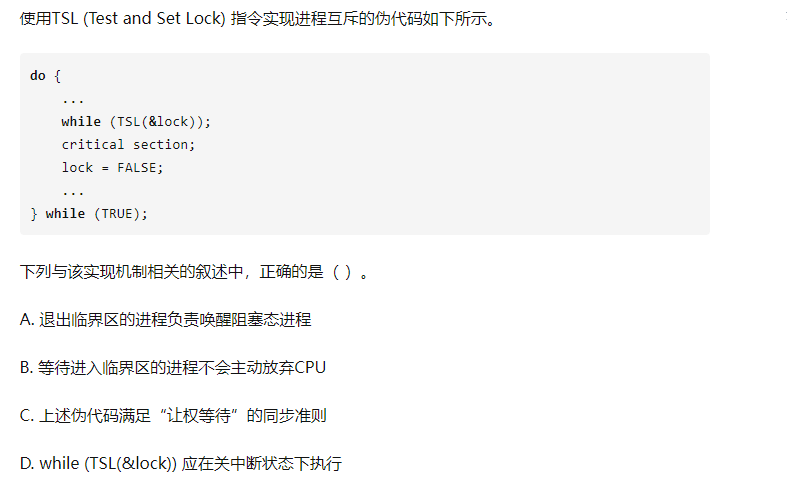 使用TSL (Test and Set Lock) 指令实现进程互斥的伪代码如下所示。
do {
...
while (TSL(&lock));
critical section;
lock = FALSE;
...
} while (TRUE);
下列与该实现机制相关的叙述中，正确的是（ ）。
A. 退出临界区的进程负责唤醒阻塞态进程
B. 等待进入临界区的进程不会主动放弃CPU
C. 上述伪代码满足“让权等待”的同步准则
D. while (TSL(&lock)) 应在关中断状态下执行